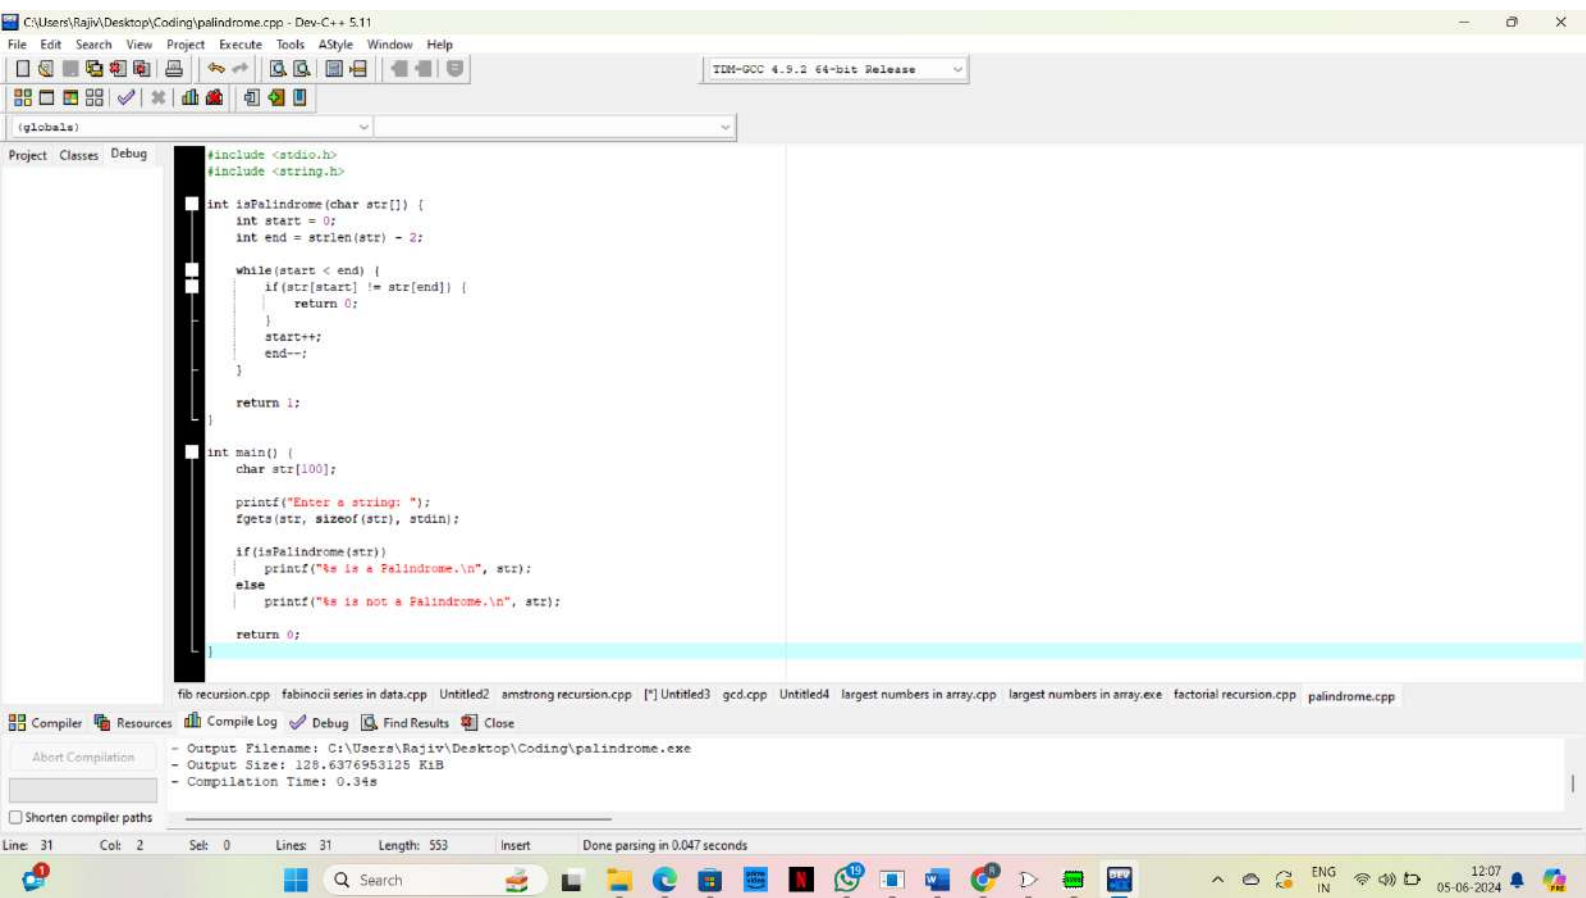 C:\Users\Rajiv\Desktop\Coding\palindrome.cpp - Dev-C++ 5.11
File Edit Search View Project Execute Tools AStyle Window Help
TDM-GCC 4.9.2 64-bit Release
(globals)
Project Classes Debug
#include <stdio.h>
#include <string.h>
int isPalindrome(char str[]) {
int start = 0;
int end = strlen(str) - 2;
while(start < end) {
if(str[start] != str[end]) {
return 0;
}
start++;
end--;
}
return 1;
}
int main() {
char str[100];
printf("Enter a string: ");
fgets(str, sizeof(str), stdin);
if(isPalindrome(str))
printf("%s is a Palindrome.\n", str);
else
printf("%s is not a Palindrome.\n", str);
return 0;
}
fib recursion.cpp fabinocii series in data.cpp Untitled2 amstrong recursion.cpp [*] Untitled3 gcd.cpp Untitled4 largest numbers in array.cpp largest numbers in array.exe factorial recursion.cpp palindrome.cpp
Compiler Resources Compile Log Debug Find Results Close
Abort Compilation
- Output Filename: C:\Users\Rajiv\Desktop\Coding\palindrome.exe
- Output Size: 128.6376953125 KiB
- Compilation Time: 0.34s
Shorten compiler paths
Line: 31 Col: 2 Sel: 0 Lines: 31 Length: 553 Insert Done parsing in 0.047 seconds
1 Search 19 ENG 12:07
IN 05-06-2024